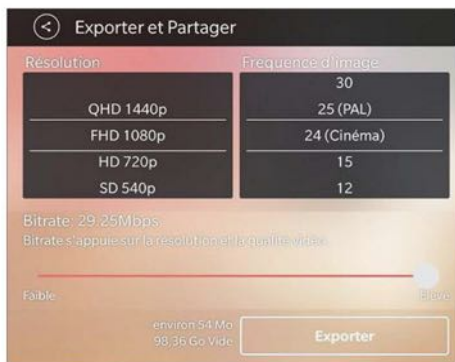 Exporter et Partager
Résolution
Frequence d'image
QHD 1440p
FHD 1080p
HD 720p
SD 540p
30
25 (PAL)
24 (Cinéma)
15
12
Bitrate: 29.25Mbps
Bitrate s'appuie sur la résolution et la qualité vidéo.
Faible
Élevé
environ 54 Mo
98,36 Go Vide
Exporter